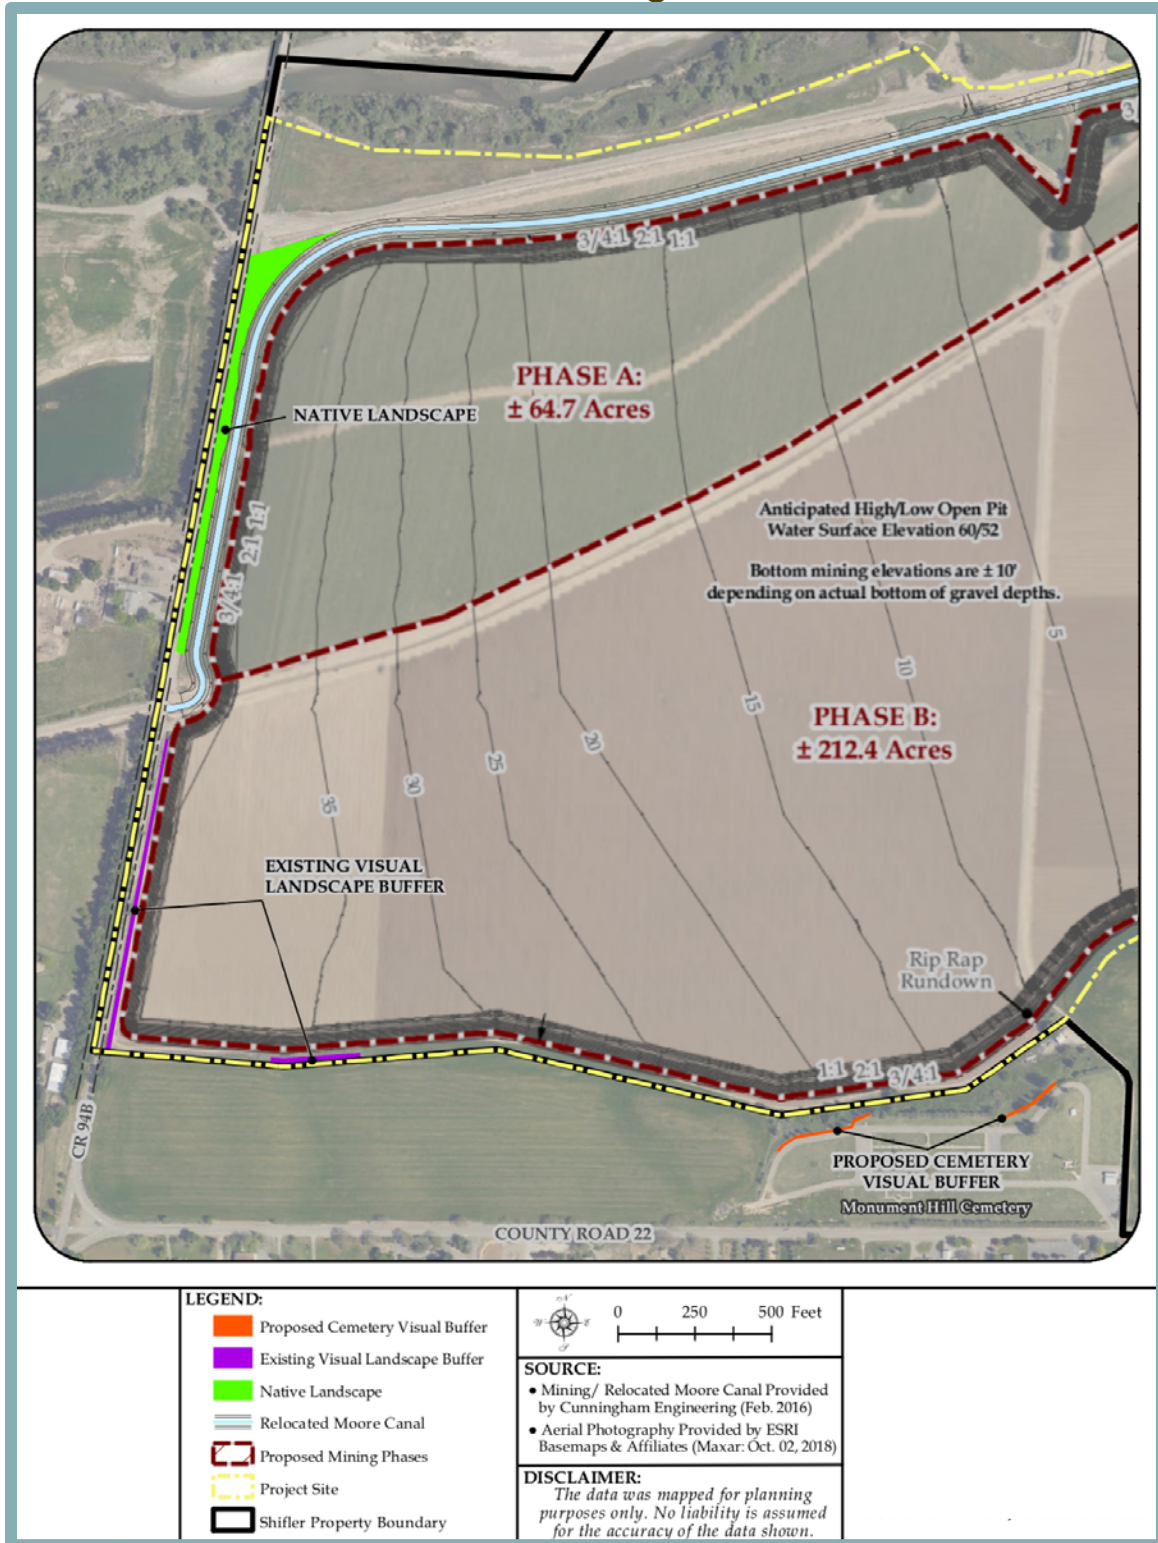 3
3/4:1 2:1 1:1
PHASE A:
± 64.7 Acres
NATIVE LANDSCAPE
3/4:1 2:1 1:1
Anticipated High/Low Open Pit
Water Surface Elevation 60/52
Bottom mining elevations are ± 10'
depending on actual bottom of gravel depths.
5
10
15
20
25
30
35
PHASE B:
± 212.4 Acres
EXISTING VISUAL
LANDSCAPE BUFFER
Rip Rap
Rundown
1:1 2:1 3/4:1
CR 94B
PROPOSED CEMETERY
VISUAL BUFFER
Monument Hill Cemetery
COUNTY ROAD 22
LEGEND:
Proposed Cemetery Visual Buffer
Existing Visual Landscape Buffer
Native Landscape
Relocated Moore Canal
Proposed Mining Phases
Project Site
Shifler Property Boundary
N
W E
S
0 250 500 Feet
SOURCE:
• Mining/ Relocated Moore Canal Provided
by Cunningham Engineering (Feb. 2016)
• Aerial Photography Provided by ESRI
Basemaps & Affiliates (Maxar: Oct. 02, 2018)
DISCLAIMER:
The data was mapped for planning
purposes only. No liability is assumed
for the accuracy of the data shown.